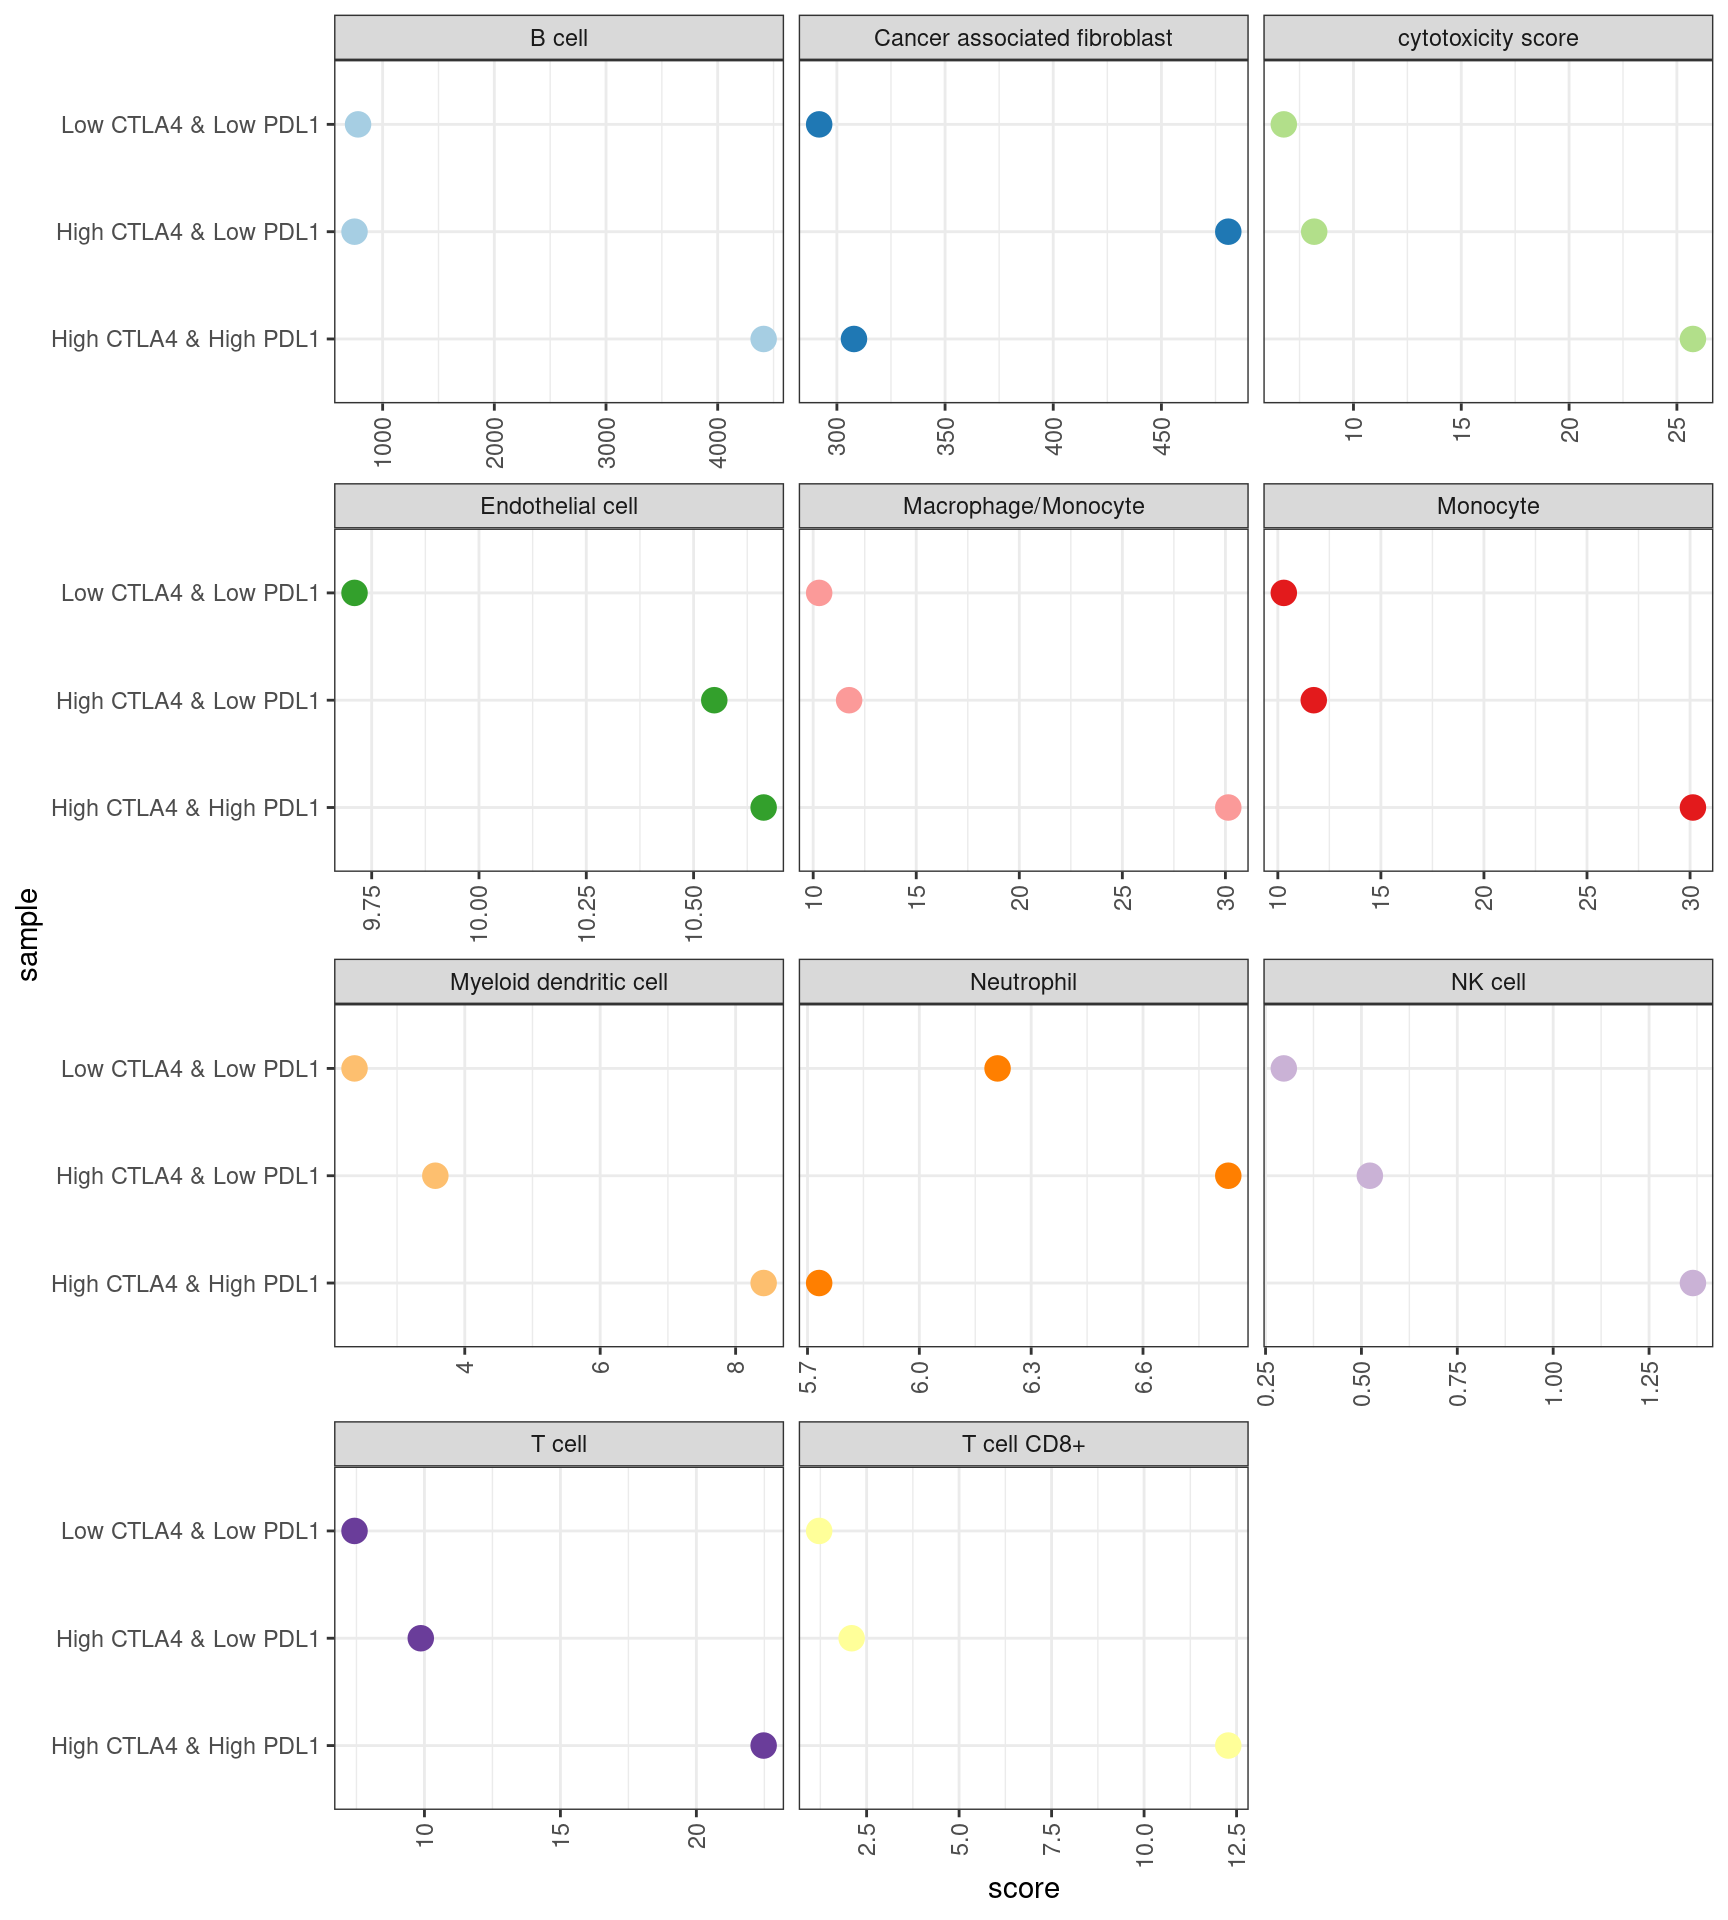 B cell
Cancer associated fibroblast
cytotoxicity score
Low CTLA4 & Low PDL1
High CTLA4 & Low PDL1
High CTLA4 & High PDL1
1000 2000 3000 4000
300 350 400 450
10 15 20 25
Endothelial cell
Macrophage/Monocyte
Monocyte
Low CTLA4 & Low PDL1
High CTLA4 & Low PDL1
High CTLA4 & High PDL1
9.75 10.00 10.25 10.50
10 15 20 25 30
10 15 20 25 30
sample
Myeloid dendritic cell
Neutrophil
NK cell
Low CTLA4 & Low PDL1
High CTLA4 & Low PDL1
High CTLA4 & High PDL1
4 6 8
5.7 6.0 6.3 6.6
0.25 0.50 0.75 1.00 1.25
T cell
T cell CD8+
Low CTLA4 & Low PDL1
High CTLA4 & Low PDL1
High CTLA4 & High PDL1
10 15 20
2.5 5.0 7.5 10.0 12.5
score